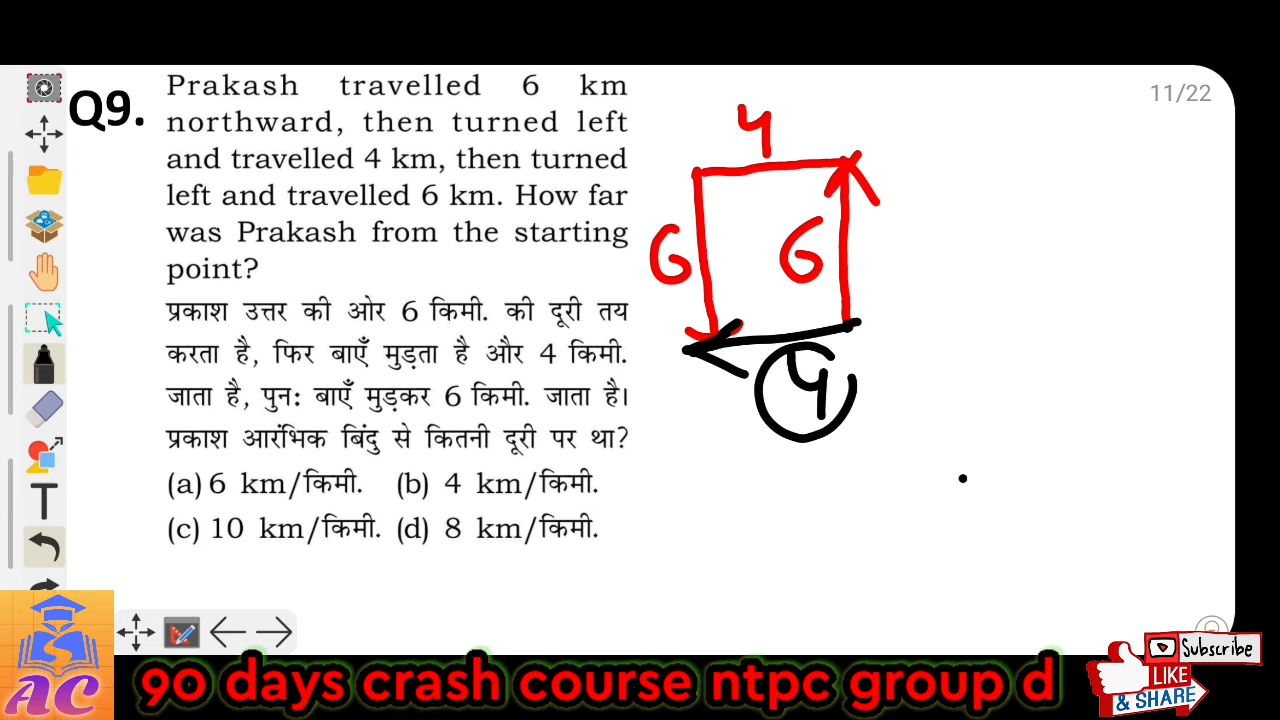 11/22
Q9.
Prakash travelled 6 km
northward, then turned left
and travelled 4 km, then turned
left and travelled 6 km. How far
was Prakash from the starting
point?
प्रकाश उत्तर की ओर 6 किमी. की दूरी तय
करता है, फिर बाएँ मुड़ता है और 4 किमी.
जाता है, पुनः बाएँ मुड़कर 6 किमी. जाता है।
प्रकाश आरंभिक बिंदु से कितनी दूरी पर था?
(a) 6 km/किमी. (b) 4 km/किमी.
(c) 10 km/किमी. (d) 8 km/किमी.
4
6
6
4
T
AC
90 days crash course ntpc group d
Subscribe
LIKE
& SHARE